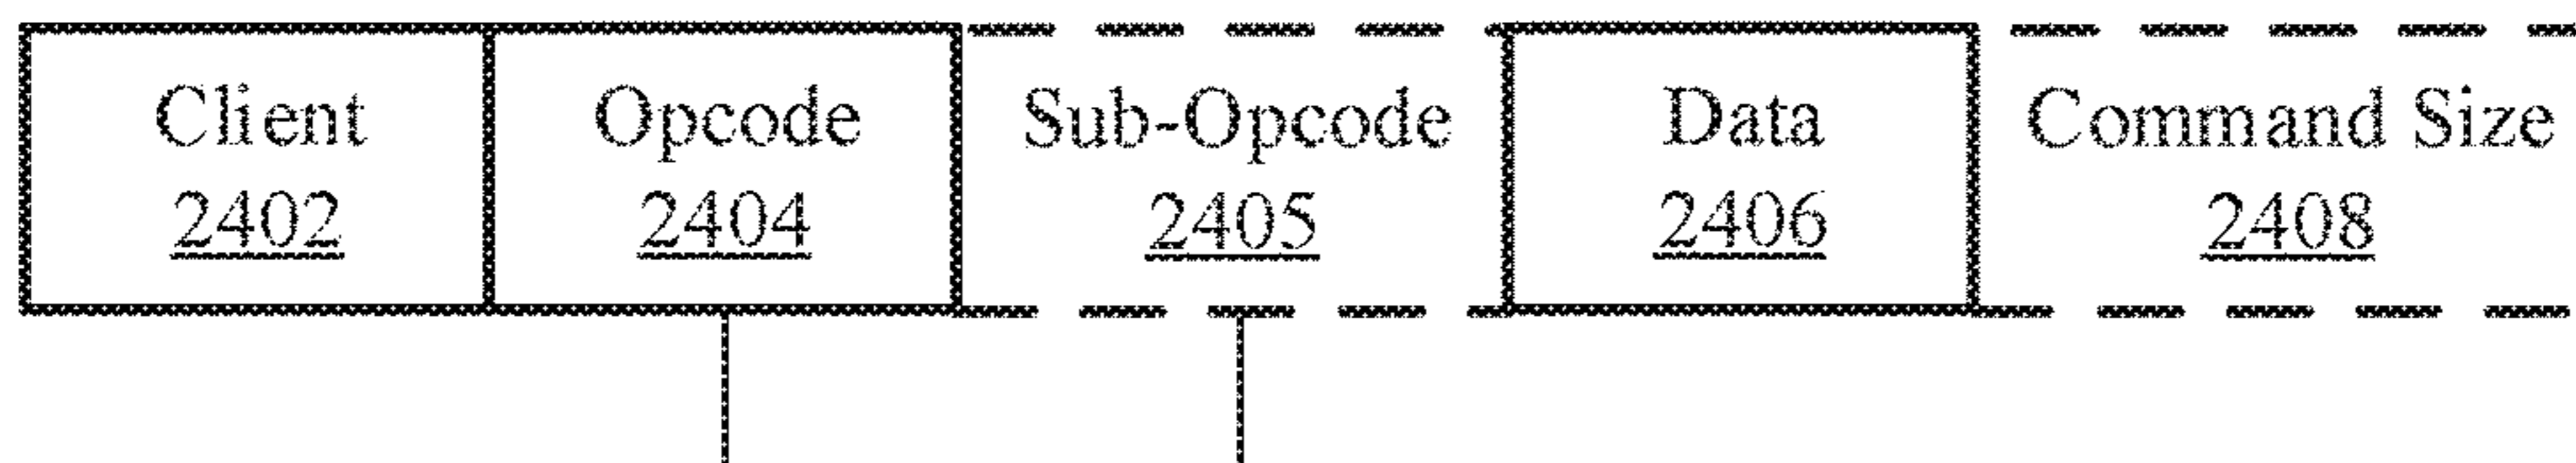 Client Opcode Sub-Opcode Data Command Size
2402 2404 2405 2406 2408